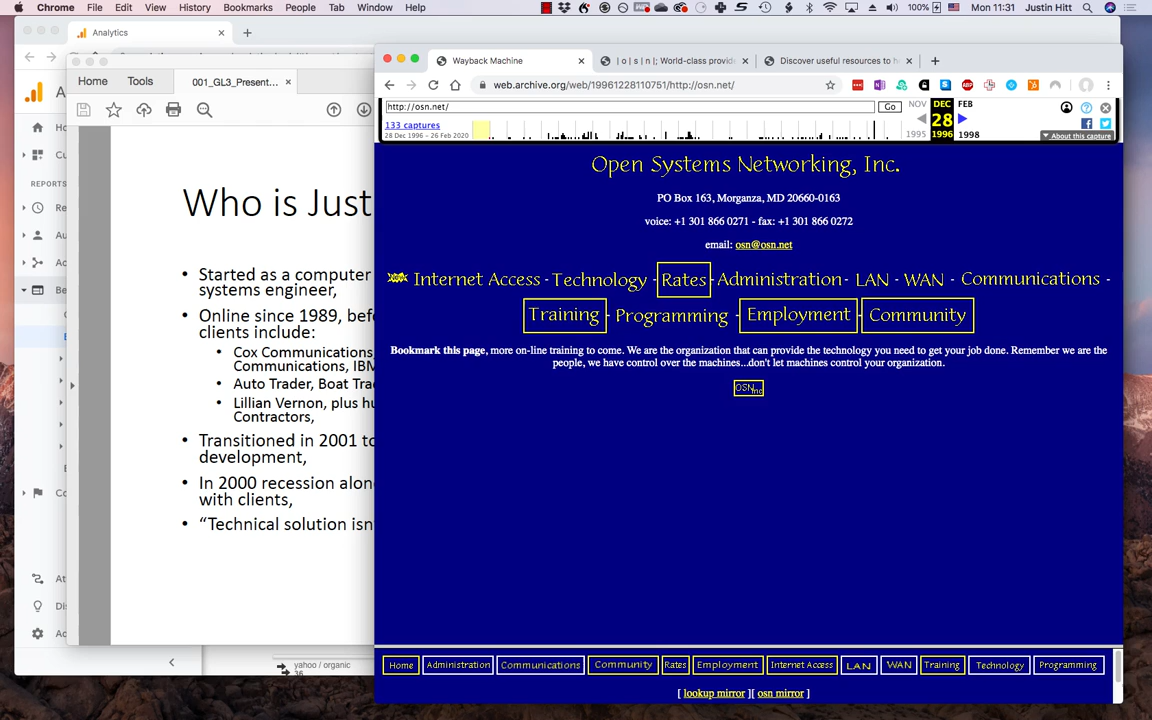 Chrome File Edit View History Bookmarks People Tab Window Help
100% Mon 11:31 Justin Hitt
Analytics
Home Tools 001_GL3_Present...
REPORTS
Who is Just
• Started as a computer
systems engineer,
• Online since 1989, bef
clients include:
• Cox Communications,
Communications, IBM
• Auto Trader, Boat Tra
• Lillian Vernon, plus hu
Contractors,
• Transitioned in 2001 to
development,
• In 2000 recession alon
with clients,
• “Technical solution isn
yahoo / organic
36
Wayback Machine
| o | s | n |; World-class provid
Discover useful resources to h
web.archive.org/web/19961228110751/http://osn.net/
http://osn.net/ Go NOV DEC FEB
133 captures 28
28 Dec 1996 – 26 Feb 2020 1995 1996 1998 About this capture
Open Systems Networking, Inc.
PO Box 163, Morganza, MD 20660-0163
voice: +1 301 866 0271 - fax: +1 301 866 0272
email: osn@osn.net
Internet Access - Technology - Rates - Administration - LAN - WAN - Communications -
Training - Programming - Employment Community
Bookmark this page, more on-line training to come. We are the organization that can provide the technology you need to get your job done. Remember we are the
people, we have control over the machines...don't let machines control your organization.
OSN Inc
Home Administration Communications Community Rates Employment Internet Access LAN WAN Training Technology Programming
[ lookup mirror ][ osn mirror ]